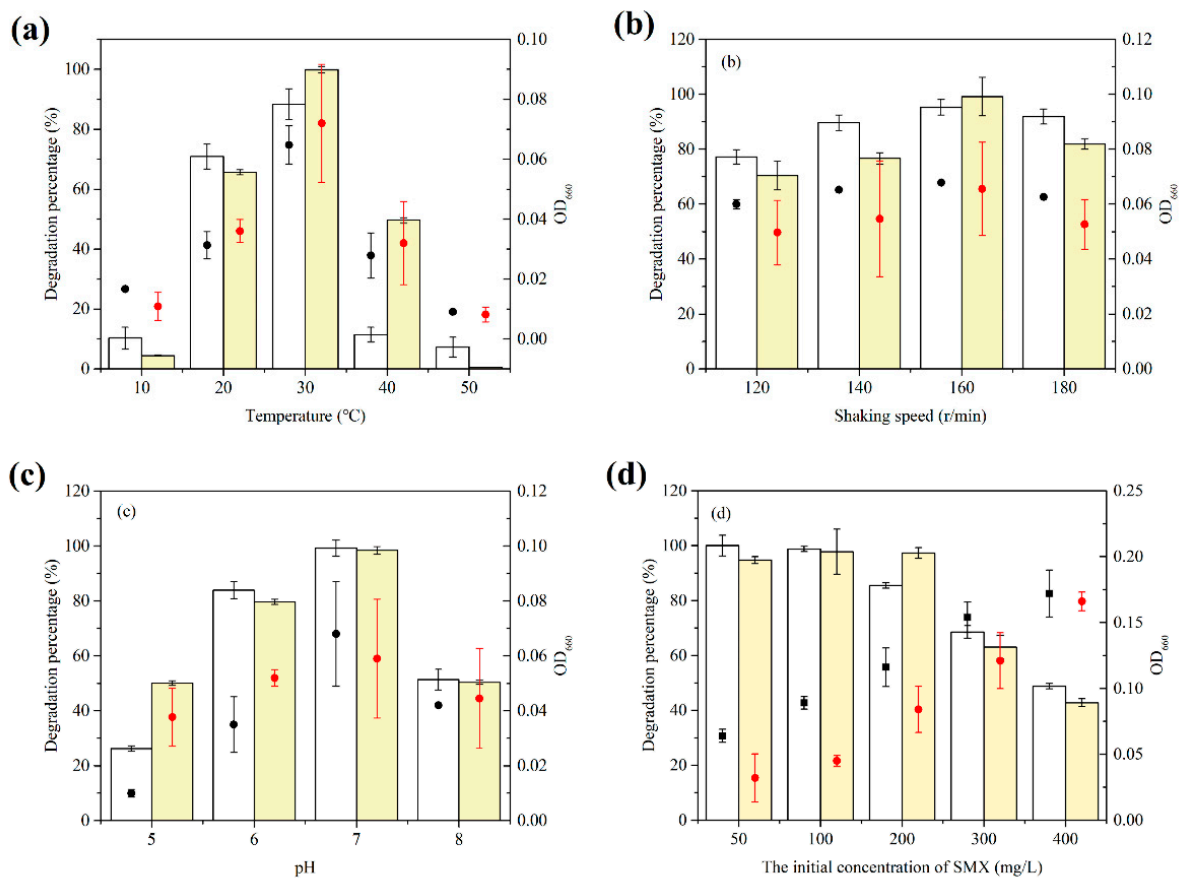 (a)
0.10
100
0.08
80
0.06
60
0.04
40
0.02
20
0.00
0
10 20 30 40 50
Degradation percentage (%)
OD660
Temperature (°C)
(b)
(b)
120 0.12
100 0.10
80 0.08
60 0.06
40 0.04
20 0.02
0 0.00
120 140 160 180
Degradation percentage (%)
OD660
Shaking speed (r/min)
(c)
(c)
120 0.12
100 0.10
80 0.08
60 0.06
40 0.04
20 0.02
0 0.00
5 6 7 8
Degradation percentage (%)
OD660
pH
(d)
(d)
120 0.25
100 0.20
80 0.15
60
40 0.10
20 0.05
0 0.00
50 100 200 300 400
Degradation percentage (%)
OD660
The initial concentration of SMX (mg/L)